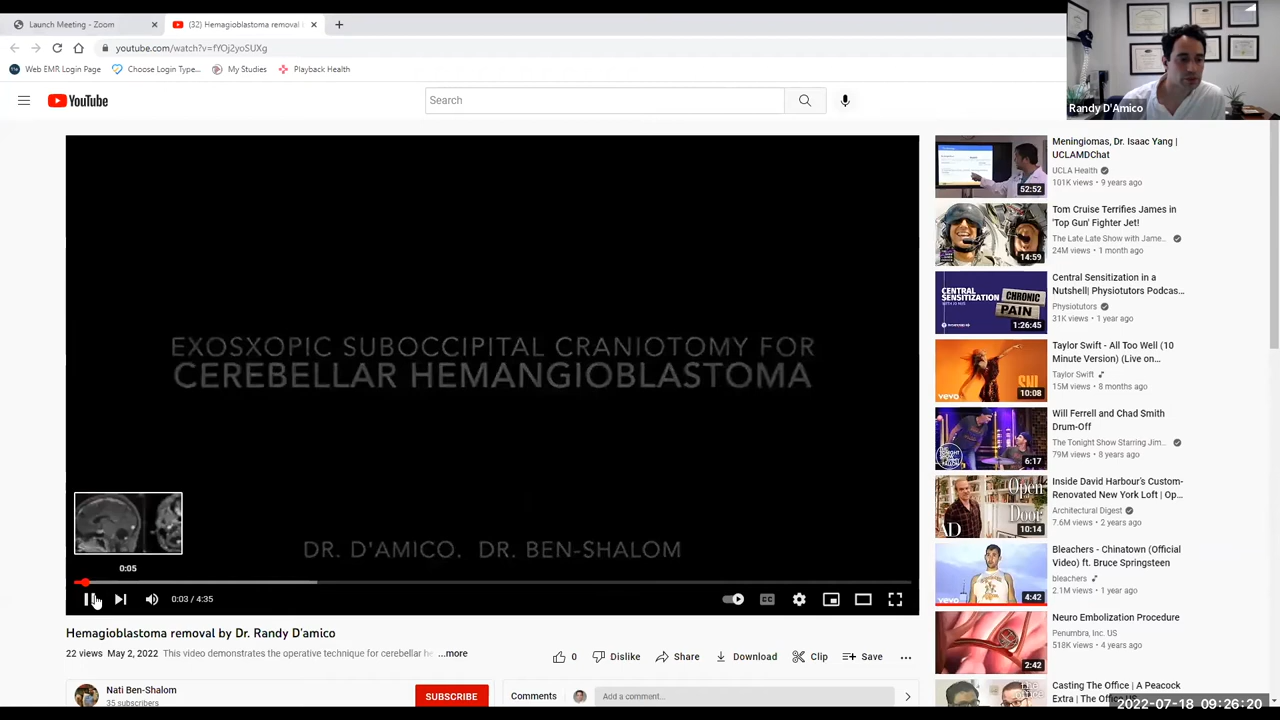 Launch Meeting - Zoom
(32) Hemagioblastoma removal
youtube.com/watch?v=fYOj2yoSUXg
Web EMR Login Page
Choose Login Type...
My Studies
Playback Health
Randy D'Amico
YouTube
Search
EXOSXOPIC SUBOCCIPITAL CRANIOTOMY FOR
CEREBELLAR HEMANGIOBLASTOMA
DR. D'AMICO. DR. BEN-SHALOM
0:05
0:03 / 4:35
CC
Hemagioblastoma removal by Dr. Randy D'amico
22 views May 2, 2022 This video demonstrates the operative technique for cerebellar he
...more
0
Dislike
Share
Download
Clip
Save
Nati Ben-Shalom
35 subscribers
SUBSCRIBE
Comments
Add a comment...
Meningiomas, Dr. Isaac Yang |
UCLAMDChat
UCLA Health
101K views • 9 years ago
52:52
Tom Cruise Terrifies James in
'Top Gun' Fighter Jet!
The Late Late Show with Jame...
24M views • 1 month ago
14:59
Central Sensitization in a
Nutshell| Physiotutors Podcas...
Physiotutors
31K views • 1 year ago
CENTRAL
SENSITIZATION
CHRONIC
PAIN
1:26:45
Taylor Swift - All Too Well (10
Minute Version) (Live on...
Taylor Swift
15M views • 8 months ago
vevo
SNL
10:08
Will Ferrell and Chad Smith
Drum-Off
The Tonight Show Starring Jim...
79M views • 8 years ago
6:17
Inside David Harbour's Custom-
Renovated New York Loft | Op...
Architectural Digest
7.6M views • 2 years ago
Open
Door
AD
10:14
Bleachers - Chinatown (Official
Video) ft. Bruce Springsteen
bleachers
2.1M views • 1 year ago
vevo
4:42
Neuro Embolization Procedure
Penumbra, Inc. US
518K views • 4 years ago
2:42
Casting The Office | A Peacock
Extra | The Office US
2022-07-18 09:26:20